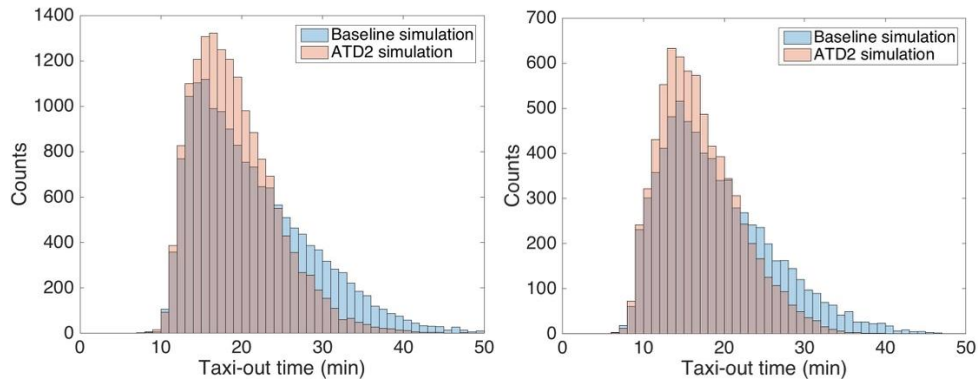 1400
1200
1000
800
600
400
200
0
Counts
Baseline simulation
ATD2 simulation
0 10 20 30 40 50
Taxi-out time (min)
700
600
500
400
300
200
100
0
Counts
Baseline simulation
ATD2 simulation
0 10 20 30 40 50
Taxi-out time (min)